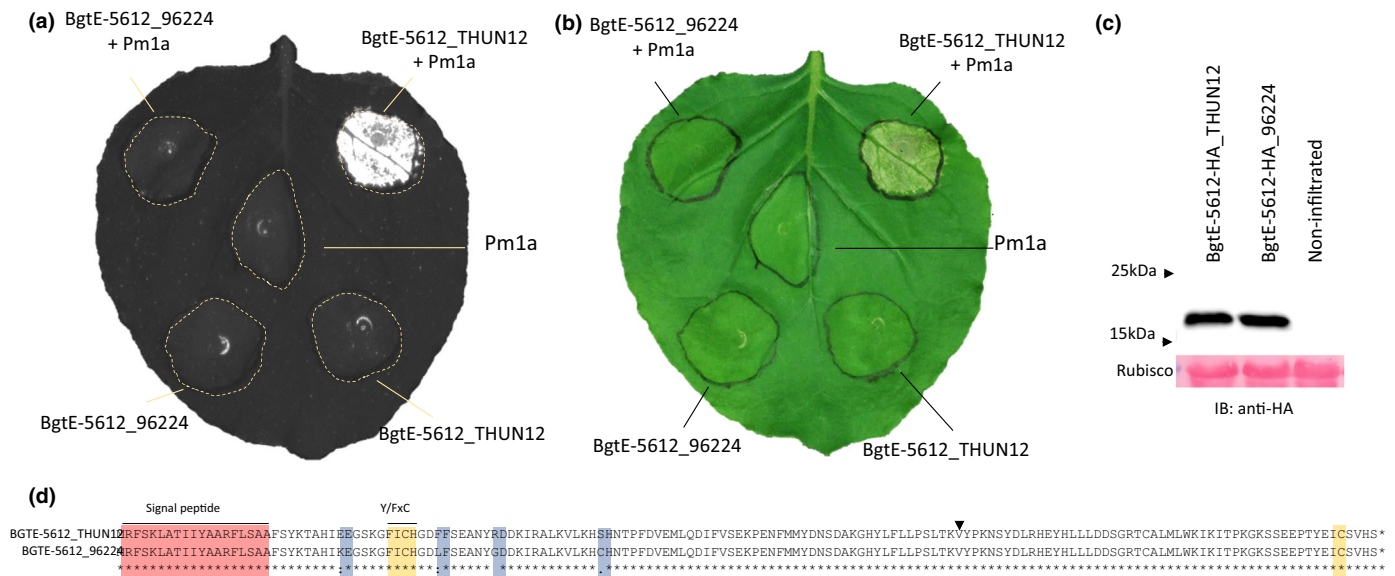 (a)
BgtE-5612_96224
+ Pm1a
BgtE-5612_THUN12
+ Pm1a
Pm1a
BgtE-5612_96224
BgtE-5612_THUN12
(b)
BgtE-5612_96224
+ Pm1a
BgtE-5612_THUN12
+ Pm1a
Pm1a
BgtE-5612_96224
BgtE-5612_THUN12
(c)
BgtE-5612-HA_THUN12
BgtE-5612-HA_96224
Non-infiltrated
25kDa
15kDa
Rubisco
IB: anti-HA
(d)
Signal peptide
Y/FxC
BGTE-5612_THUN12 MRFSKLATIIYAARFLSAAFSYKTAHIEEGSKGFICHGDFFSEANYRDDKIRALKVLKHSHNTPFDVEMLQDIFVSEKPENFMMYDNSDAKGHYLFLLPSLTKVYPKNSYDLRHEYHLLLDDSGRTCALMLWKIKITPKGKSSEEPTYEICSVHS*
BGTE-5612_96224 MRFSKLATIIYAARFLSAAFSYKTAHIKEGSKGFICHGDLFSEANYGDDKIRALKVLKHCHNTPFDVEMLQDIFVSEKPENFMMYDNSDAKGHYLFLLPSLTKVYPKNSYDLRHEYHLLLDDSGRTCALMLWKIKITPKGKSSEEPTYEICSVHS*